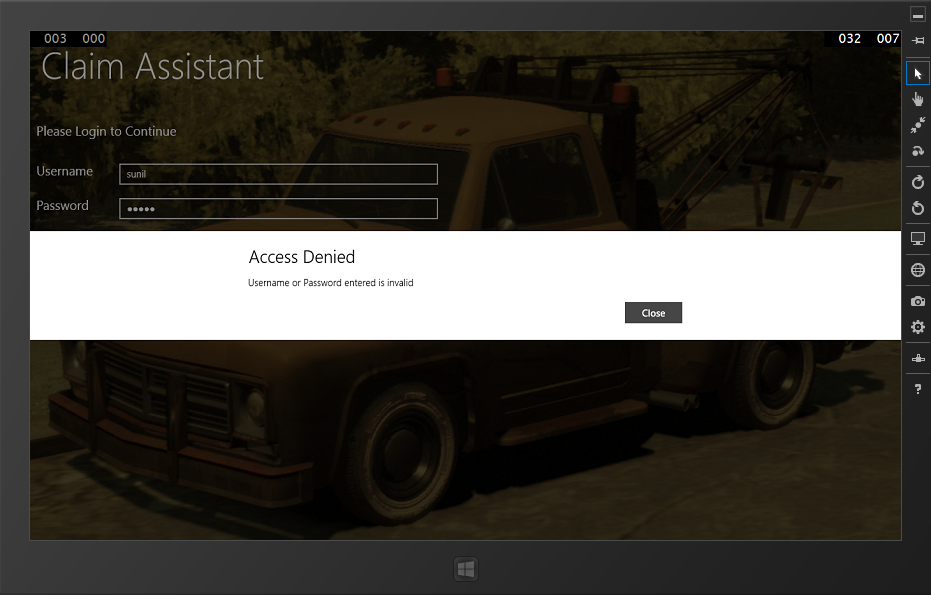 003 000 032 007
Claim Assistant
Please Login to Continue
Username sunil
Password •••••
Access Denied
Username or Password entered is invalid
Close
?